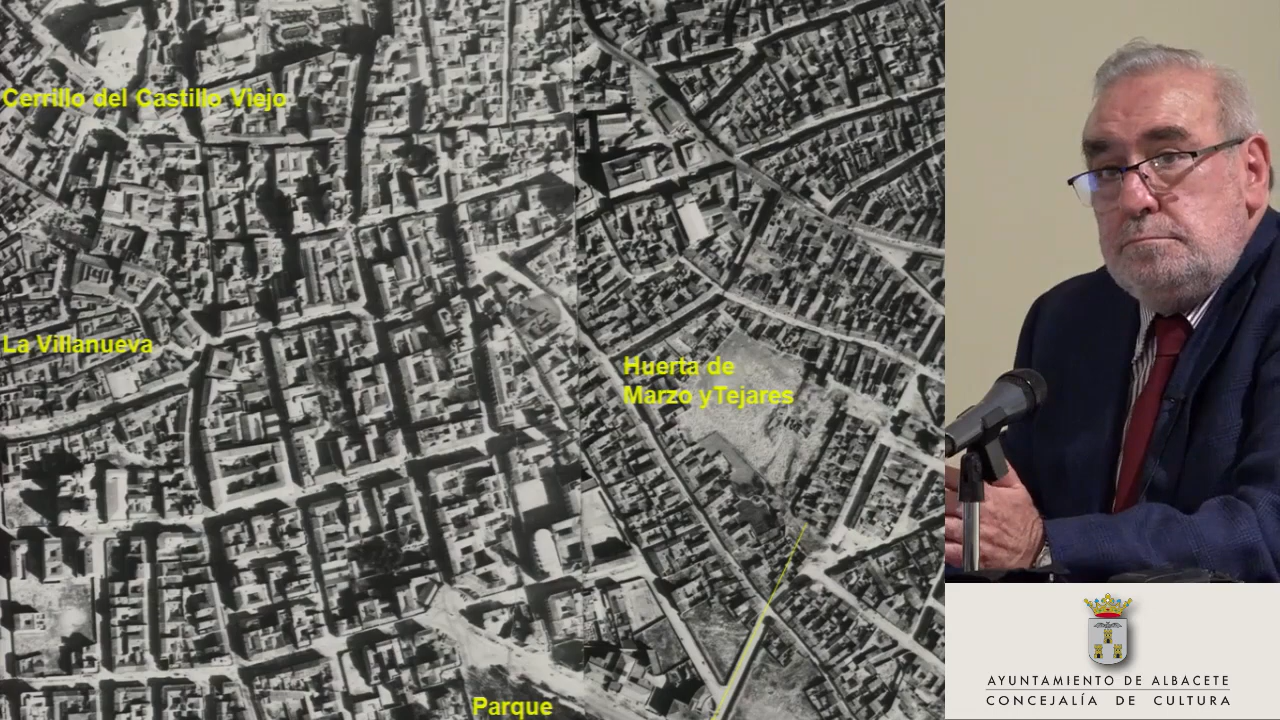 Cerrillo del Castillo Viejo
La Villanueva
Huerta de
Marzo yTejares
Parque
AYUNTAMIENTO DE ALBACETE
CONCEJALÍA DE CULTURA